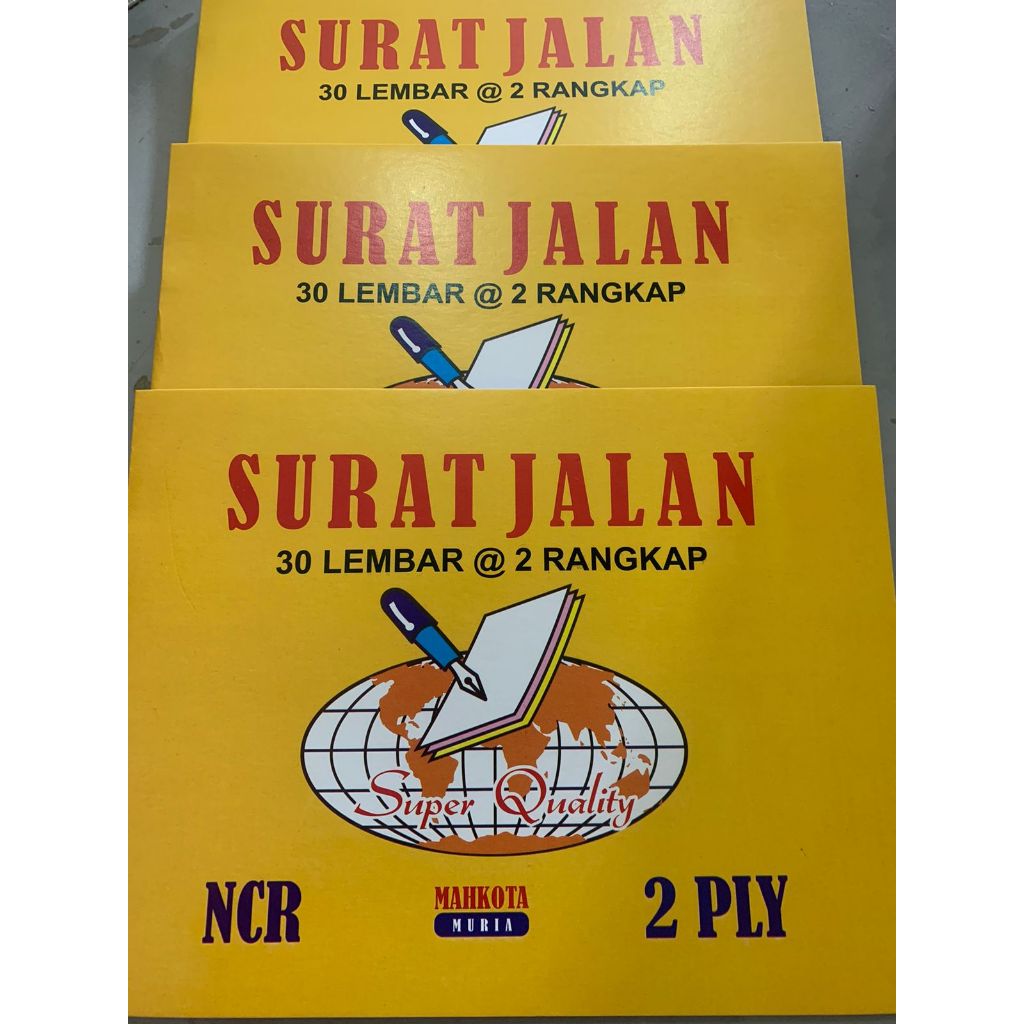 SURAT JALAN
30 LEMBAR @ 2 RANGKAP
SURAT JALAN
30 LEMBAR @ 2 RANGKAP
SURAT JALAN
30 LEMBAR @ 2 RANGKAP
Super Quality
NCR
MAHKOTA
MURIA
2 PLY